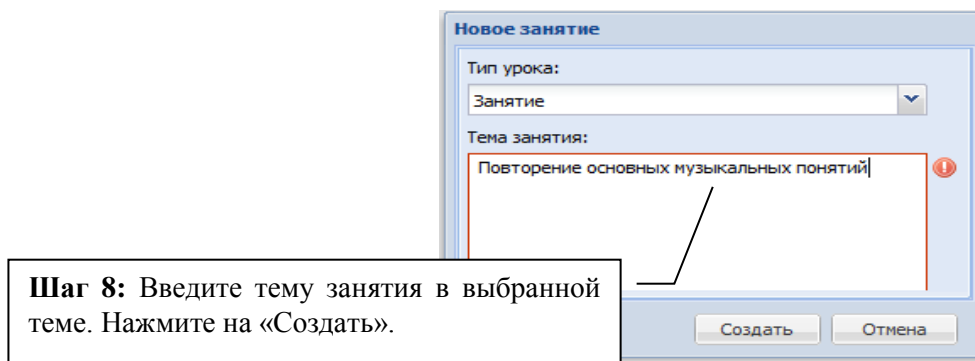 Новое занятие
Тип урока:
Занятие
Тема занятия:
Повторение основных музыкальных понятий
Шаг 8: Введите тему занятия в выбранной
теме. Нажмите на «Создать».
Создать
Отмена